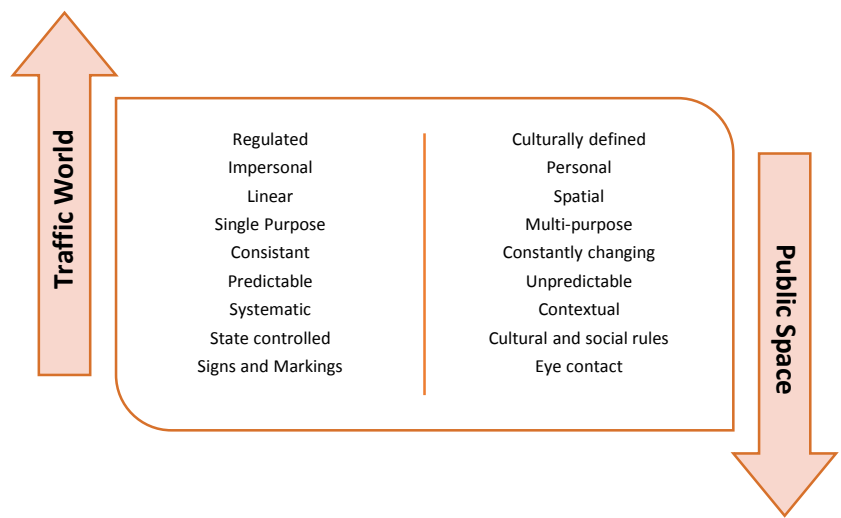 Traffic World
Regulated
Impersonal
Linear
Single Purpose
Consistant
Predictable
Systematic
State controlled
Signs and Markings
Culturally defined
Personal
Spatial
Multi-purpose
Constantly changing
Unpredictable
Contextual
Cultural and social rules
Eye contact
Public Space